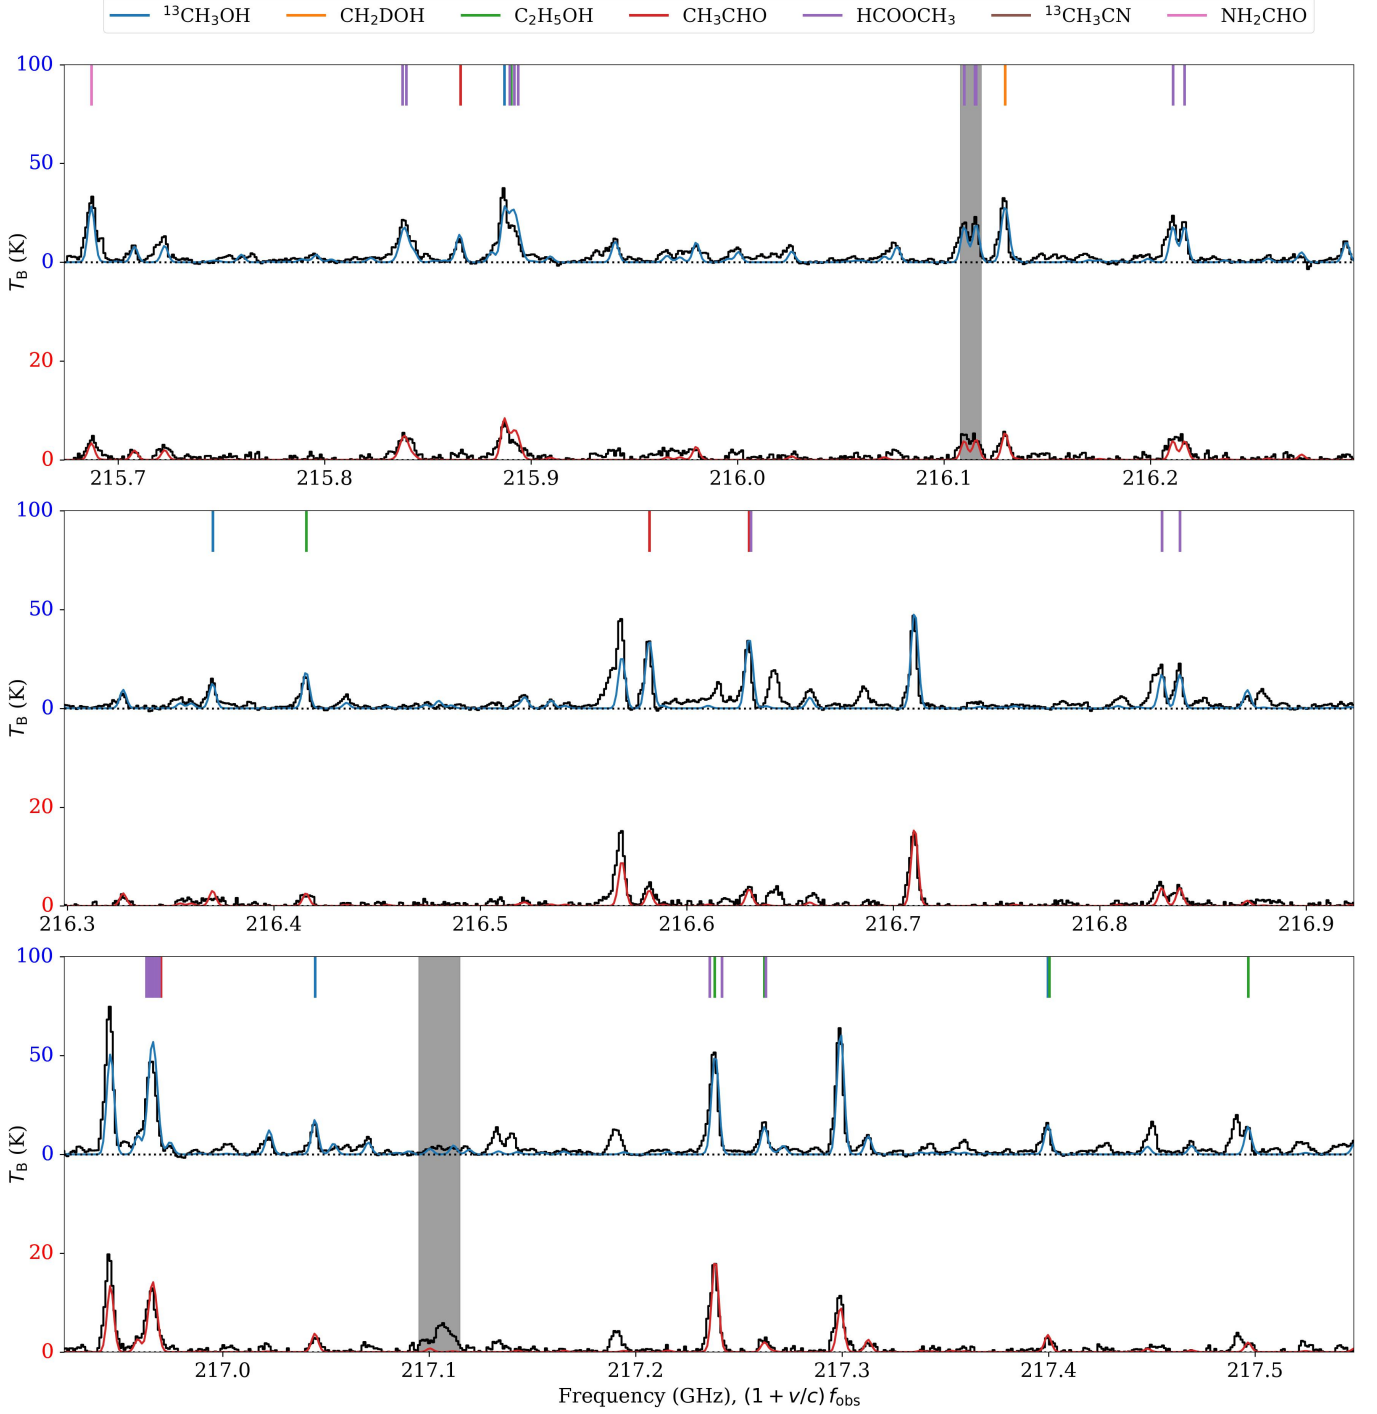 ¹³CH₃OH CH₂DOH C₂H₅OH CH₃CHO HCOOCH₃ ¹³CH₃CN NH₂CHO
100
50
0
T_B (K)
20
0
215.7 215.8 215.9 216.0 216.1 216.2
100
50
0
T_B (K)
20
0
216.3 216.4 216.5 216.6 216.7 216.8 216.9
100
50
0
T_B (K)
20
0
217.0 217.1 217.2 217.3 217.4 217.5
Frequency (GHz), (1 + v/c) f_obs